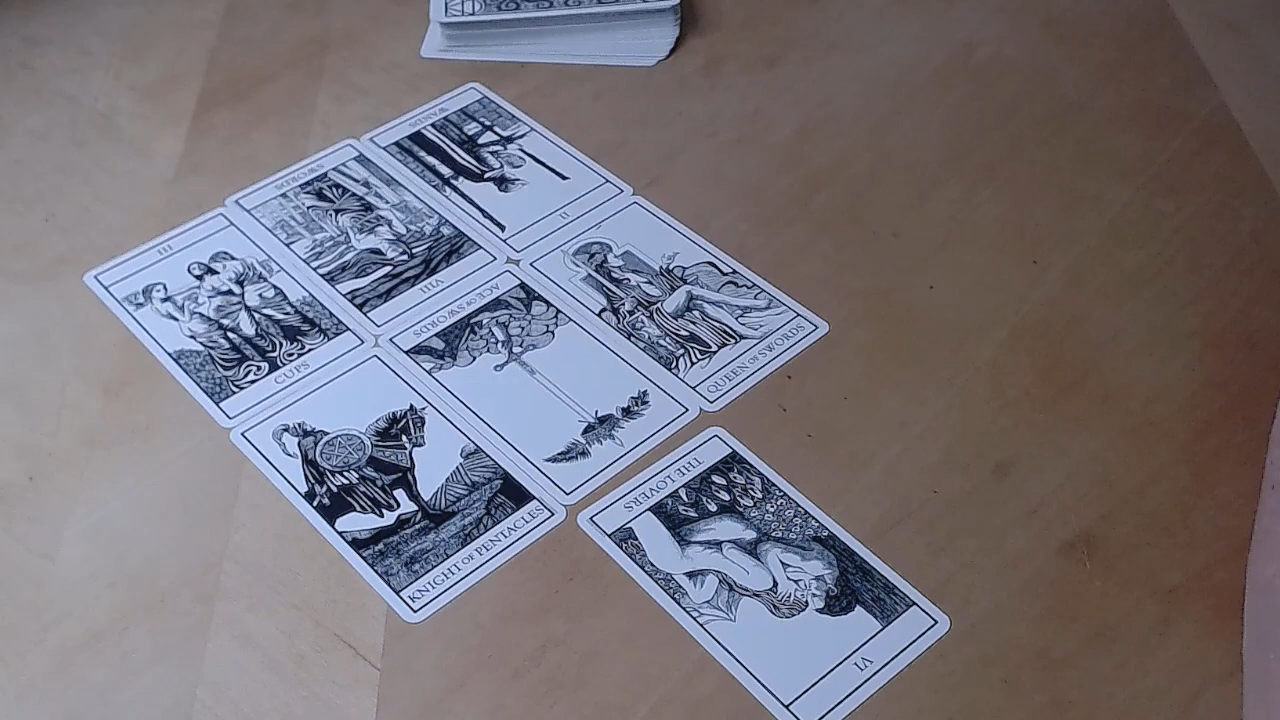 WANDS
II
SWORDS
VIII
III
CUPS
QUEEN OF SWORDS
ACE OF SWORDS
KNIGHT OF PENTACLES
THE LOVERS
VI